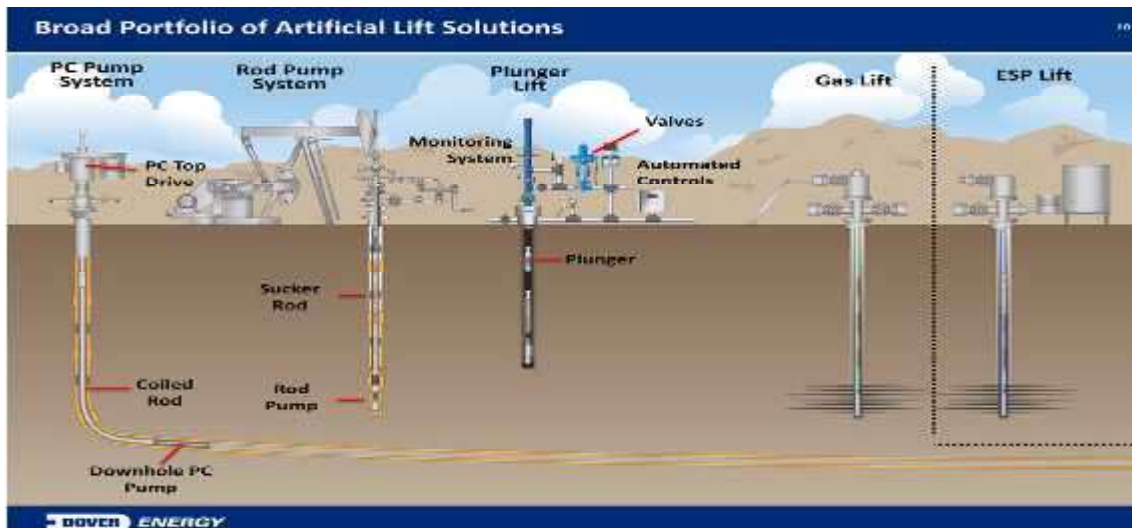 Broad Portfolio of Artificial Lift Solutions
PC Pump
System
Rod Pump
System
Plunger
Lift
Gas Lift
ESP Lift
Valves
Monitoring
System
Automated
Controls
PC Top
Drive
Plunger
Sucker
Rod
Coiled
Rod
Rod
Pump
Downhole PC
Pump
DOVER ENERGY